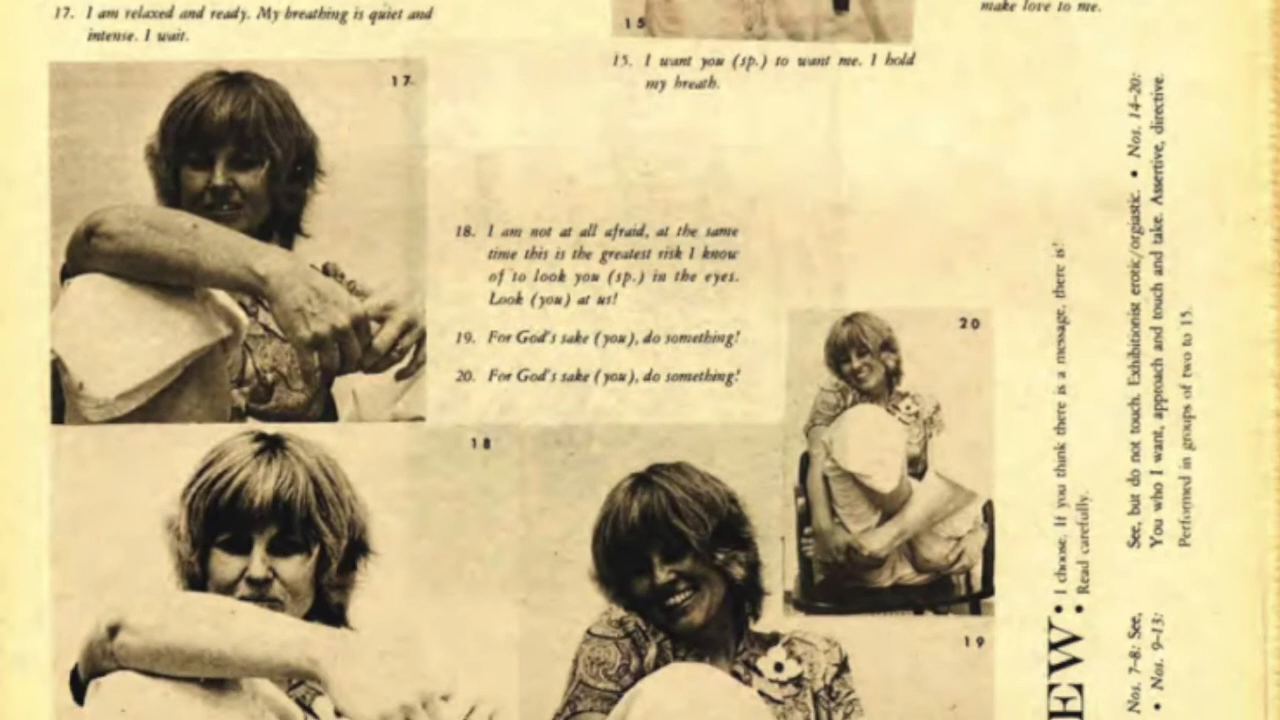 17. I am relaxed and ready. My breathing is quiet and
intense. I wait.
17.
15
15. I want you (sp.) to want me. I hold
my breath.
make love to me.
18. I am not at all afraid, at the same
time this is the greatest risk I know
of to look you (sp.) in the eyes.
Look (you) at us!
19. For God's sake (you), do something!
20. For God's sake (you), do something!
18
20
19
EW:
• I choose. If you think there is a message, there is!
Read carefully.
Nos. 7-8: See,
• Nos. 9-13:
See, but do not touch. Exhibitionist erotic/orgiastic. • Nos. 14-20:
You who I want, approach and touch and take. Assertive, directive.
Performed in groups of two to 15.